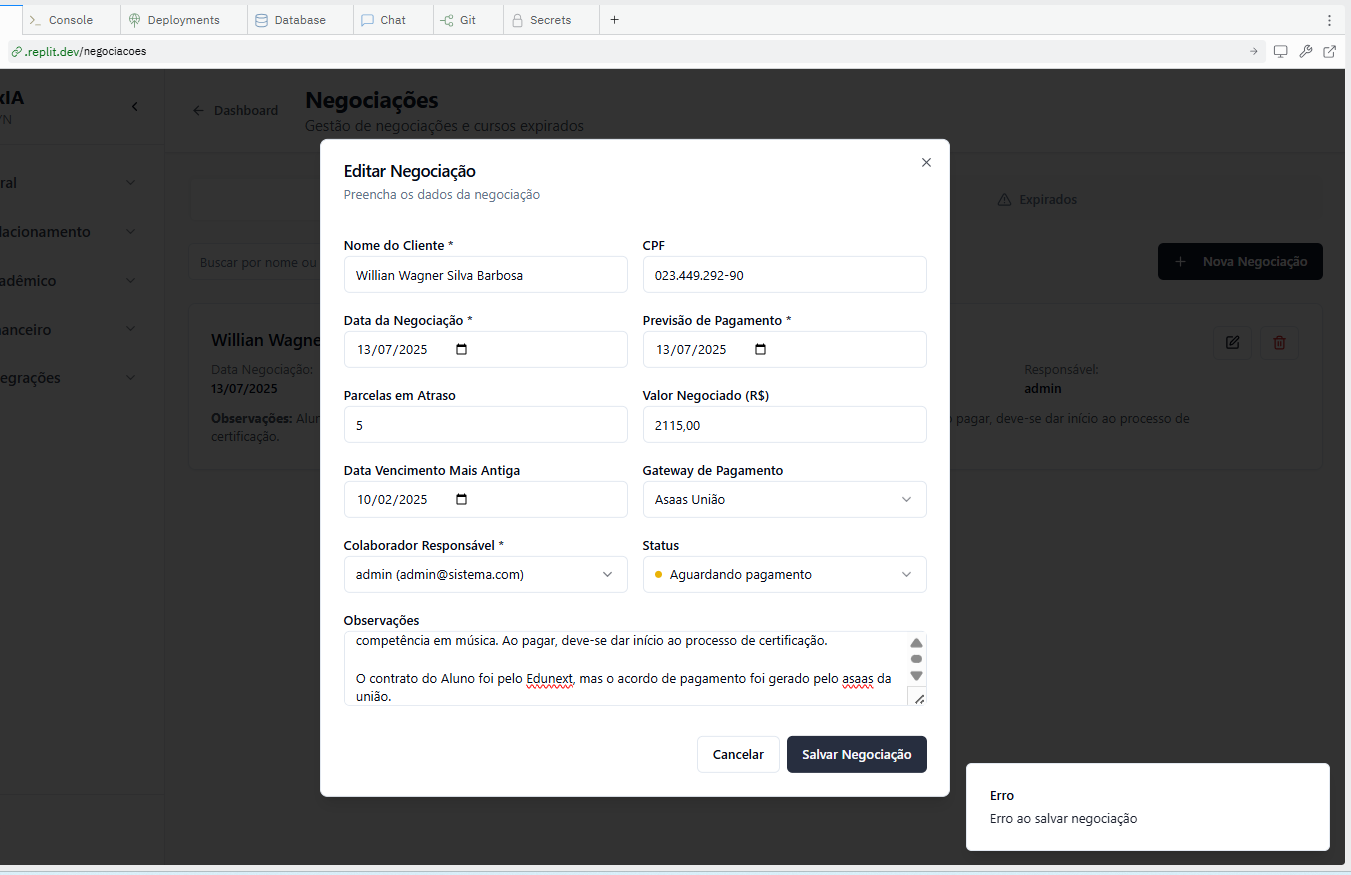 Console
Deployments
Database
Chat
Git
Secrets
.replit.dev/negociacoes
Dashboard
Negociações
Gestão de negociações e cursos expirados
Expirados
Buscar por nome ou
Nova Negociação
Willian Wagne
Data Negociação:
13/07/2025
Responsável:
admin
Observações: Alun
pagar, deve-se dar início ao processo de
certificação.
Editar Negociação
Preencha os dados da negociação
Nome do Cliente *
CPF
Willian Wagner Silva Barbosa
023.449.292-90
Data da Negociação *
Previsão de Pagamento *
13/07/2025
13/07/2025
Parcelas em Atraso
Valor Negociado (R$)
5
2115,00
Data Vencimento Mais Antiga
Gateway de Pagamento
10/02/2025
Asaas União
Colaborador Responsável *
Status
admin (admin@sistema.com)
Aguardando pagamento
Observações
competência em música. Ao pagar, deve-se dar início ao processo de certificação.
O contrato do Aluno foi pelo Edunext, mas o acordo de pagamento foi gerado pelo asaas da
união.
Cancelar
Salvar Negociação
Erro
Erro ao salvar negociação